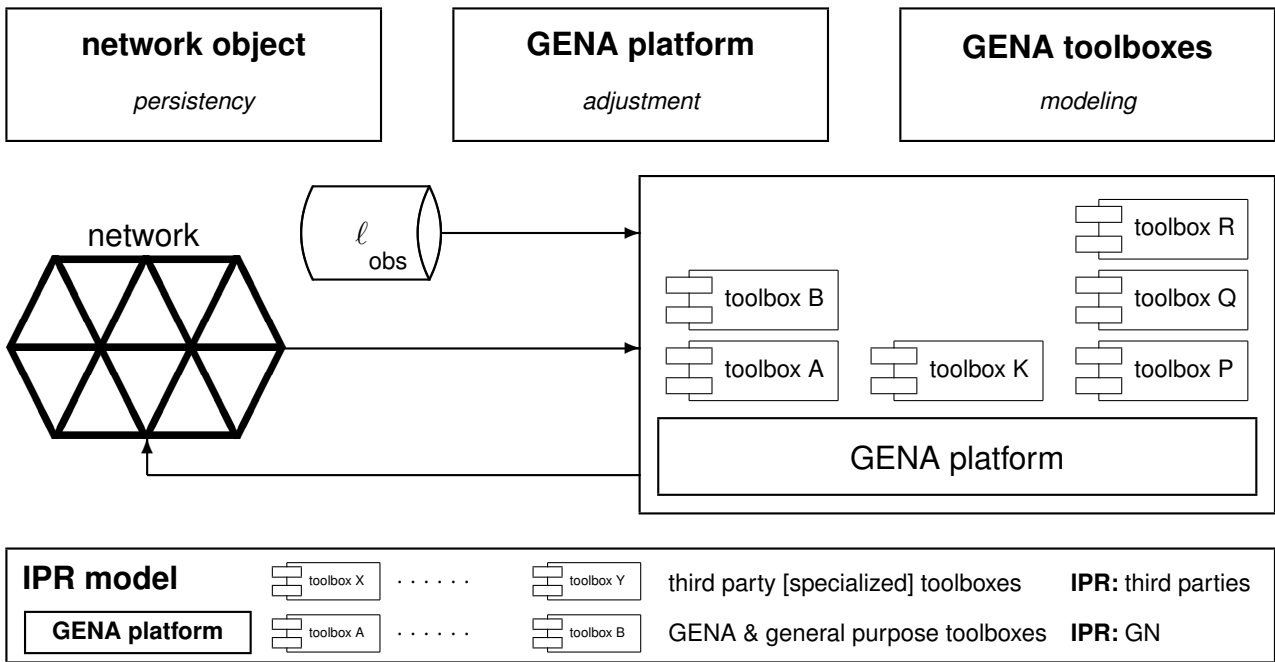 network object
persistency
GENA platform
adjustment
GENA toolboxes
modeling
network
ℓ
obs
toolbox R
toolbox B
toolbox Q
toolbox A
toolbox K
toolbox P
GENA platform
IPR model
toolbox X . . . . . . toolbox Y third party [specialized] toolboxes IPR: third parties
GENA platform toolbox A . . . . . . toolbox B GENA & general purpose toolboxes IPR: GN